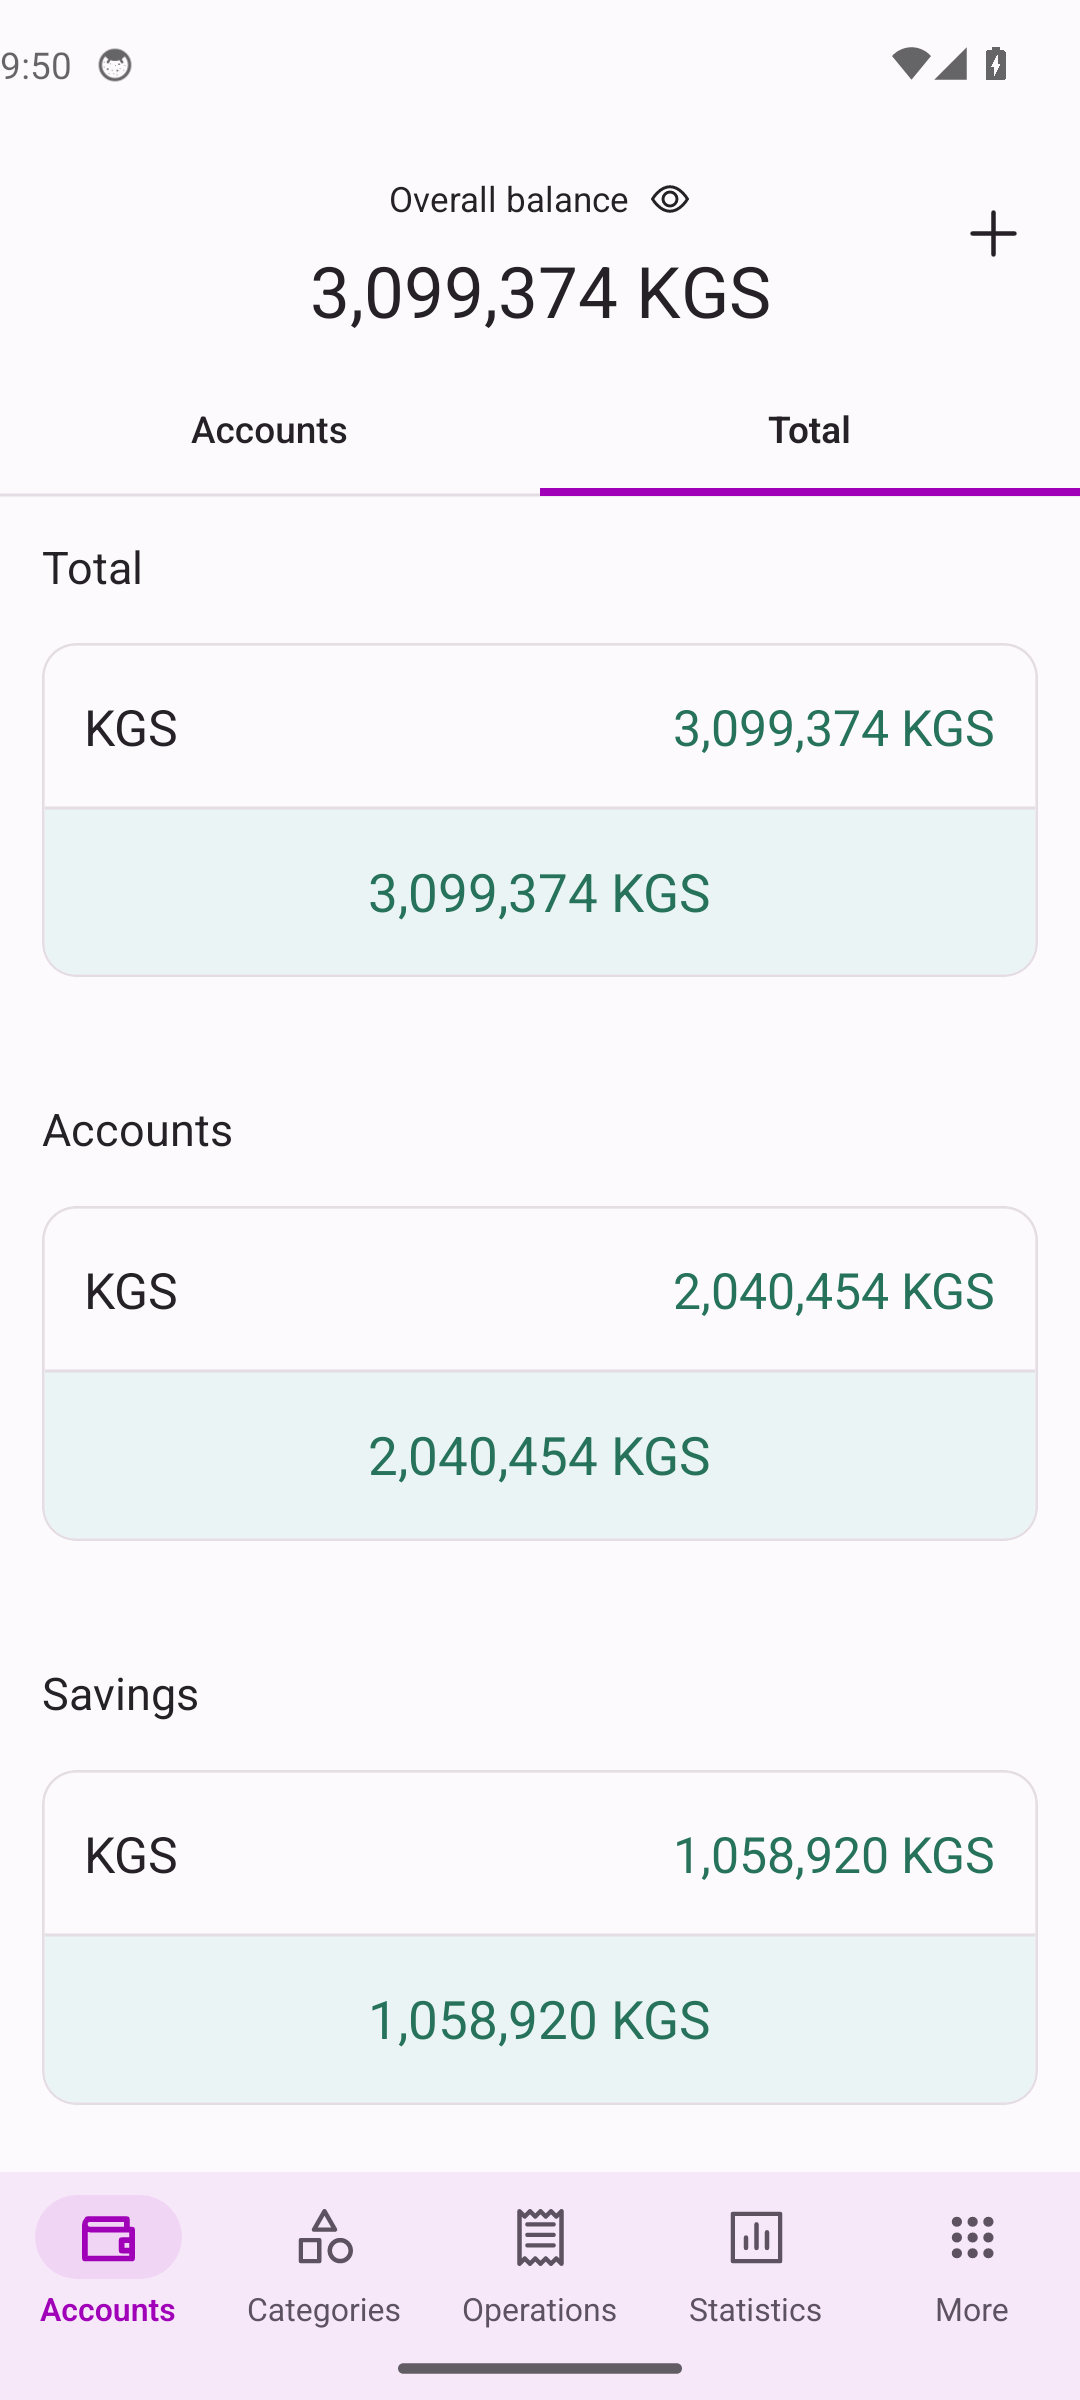 9:50
Overall balance
3,099,374 KGS
Accounts
Total
Total
KGS
3,099,374 KGS
3,099,374 KGS
Accounts
KGS
2,040,454 KGS
2,040,454 KGS
Savings
KGS
1,058,920 KGS
1,058,920 KGS
Accounts
Categories
Operations
Statistics
More